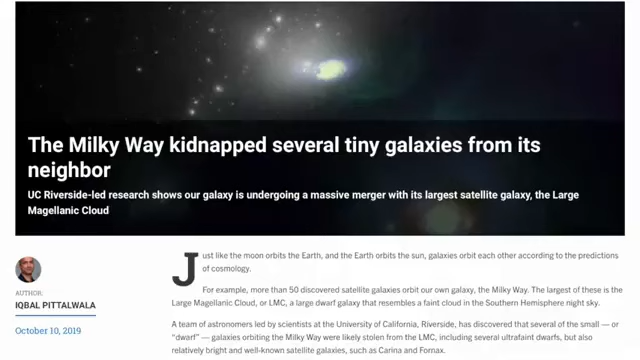 The Milky Way kidnapped several tiny galaxies from its
neighbor
UC Riverside-led research shows our galaxy is undergoing a massive merger with its largest satellite galaxy, the Large
Magellanic Cloud
AUTHOR:
IQBAL PITTALWALA
October 10, 2019
Just like the moon orbits the Earth, and the Earth orbits the sun, galaxies orbit each other according to the predictions
of cosmology.
For example, more than 50 discovered satellite galaxies orbit our own galaxy, the Milky Way. The largest of these is the
Large Magellanic Cloud, or LMC, a large dwarf galaxy that resembles a faint cloud in the Southern Hemisphere night sky.
A team of astronomers led by scientists at the University of California, Riverside, has discovered that several of the small — or
“dwarf” — galaxies orbiting the Milky Way were likely stolen from the LMC, including several ultrafaint dwarfs, but also
relatively bright and well-known satellite galaxies, such as Carina and Fornax.